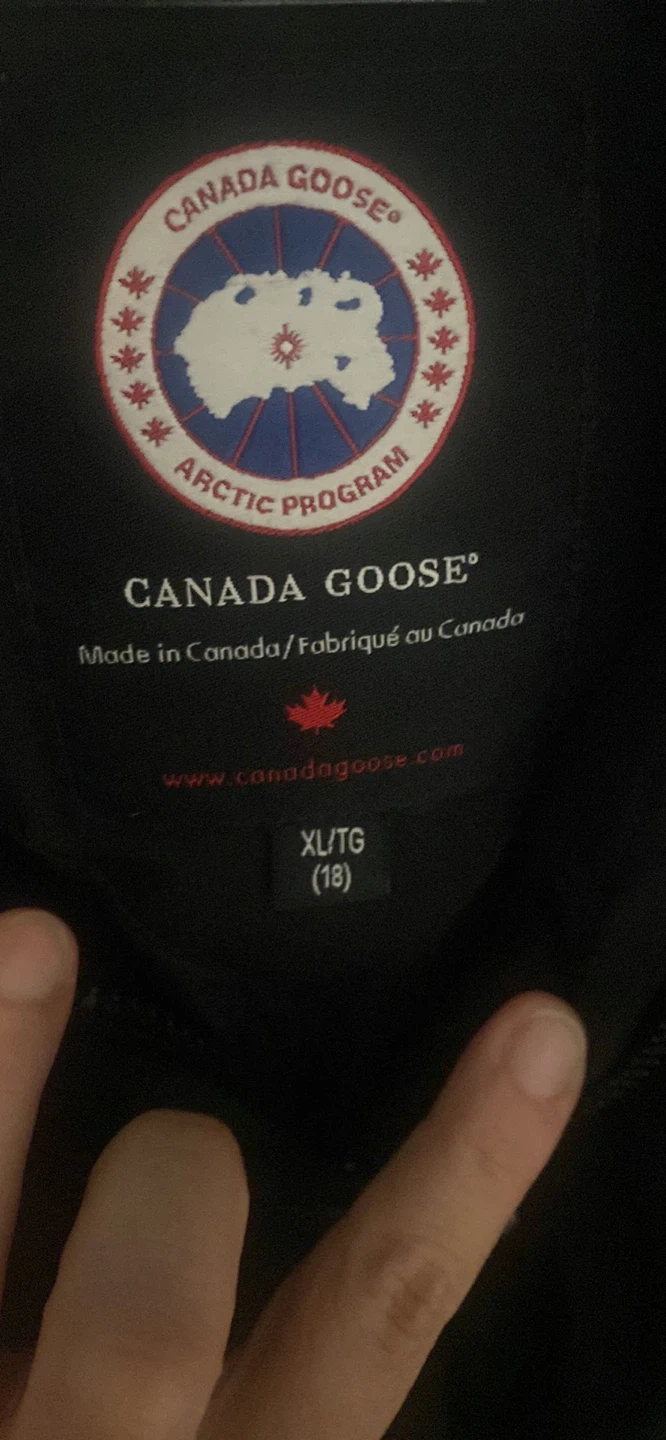 CANADA GOOSE®
ARCTIC PROGRAM
CANADA GOOSE®
Made in Canada/Fabriqué au Canada
www.canadagoose.com
XL/TG
(18)